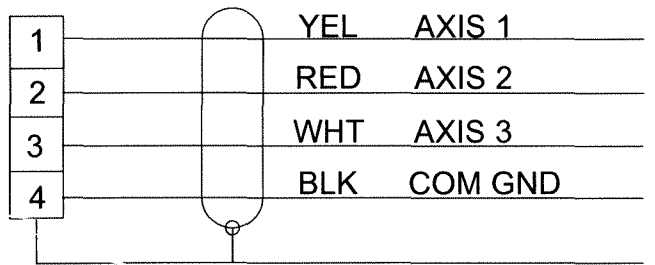 1 YEL AXIS 1
2 RED AXIS 2
3 WHT AXIS 3
4 BLK COM GND